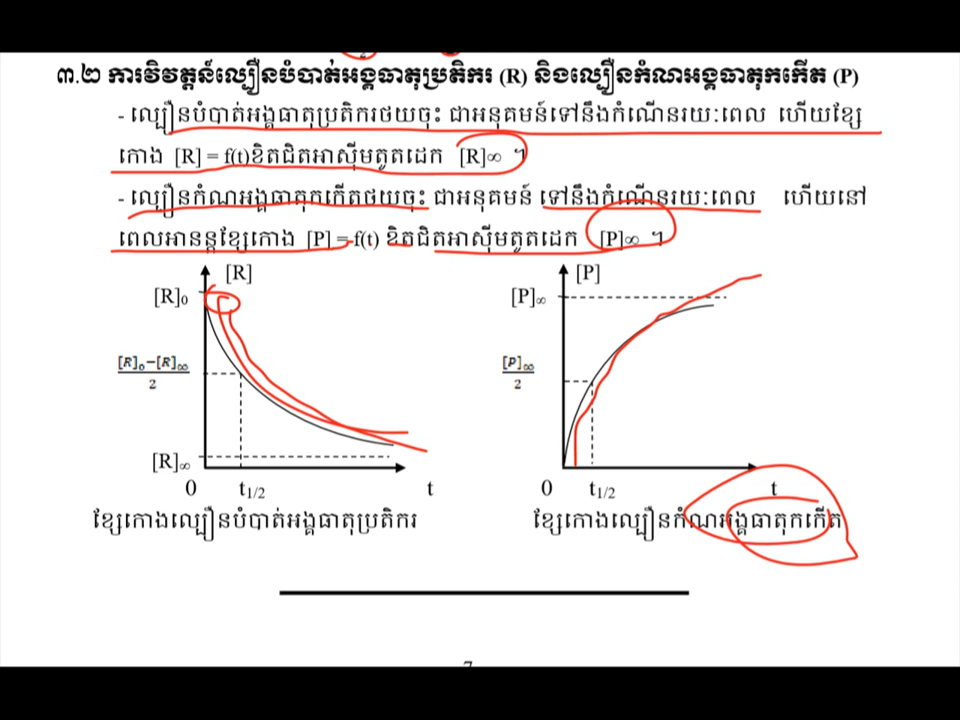 ៣.២ ការវិវត្តន៍ល្បឿនបំបាត់អង្គធាតុប្រតិករ (R) និងល្បឿនកំណអង្គធាតុកកើត (P)
- ល្បឿនបំបាត់អង្គធាតុប្រតិករថយចុះ ជាអនុគមន៍ទៅនឹងកំណើនរយៈពេល ហើយខ្សែ
កោង [R] = f(t)ខិតជិតអាស៊ីមតូតដេក [R]∞ ។
- ល្បឿនកំណអង្គធាតុកកើតថយចុះ ជាអនុគមន៍ ទៅនឹងកំណើនរយៈពេល ហើយនៅ
ពេលអានន្តខ្សែកោង [P] = f(t) ខិតជិតអាស៊ីមតូតដេក [P]∞ ។
[R] [P]
[R]₀ [P]∞
[R]₀−[R]∞ [P]∞
2 2
[R]∞
0 t1/2 t 0 t1/2 t
ខ្សែកោងល្បឿនបំបាត់អង្គធាតុប្រតិករ ខ្សែកោងល្បឿនកំណអង្គធាតុកកើត